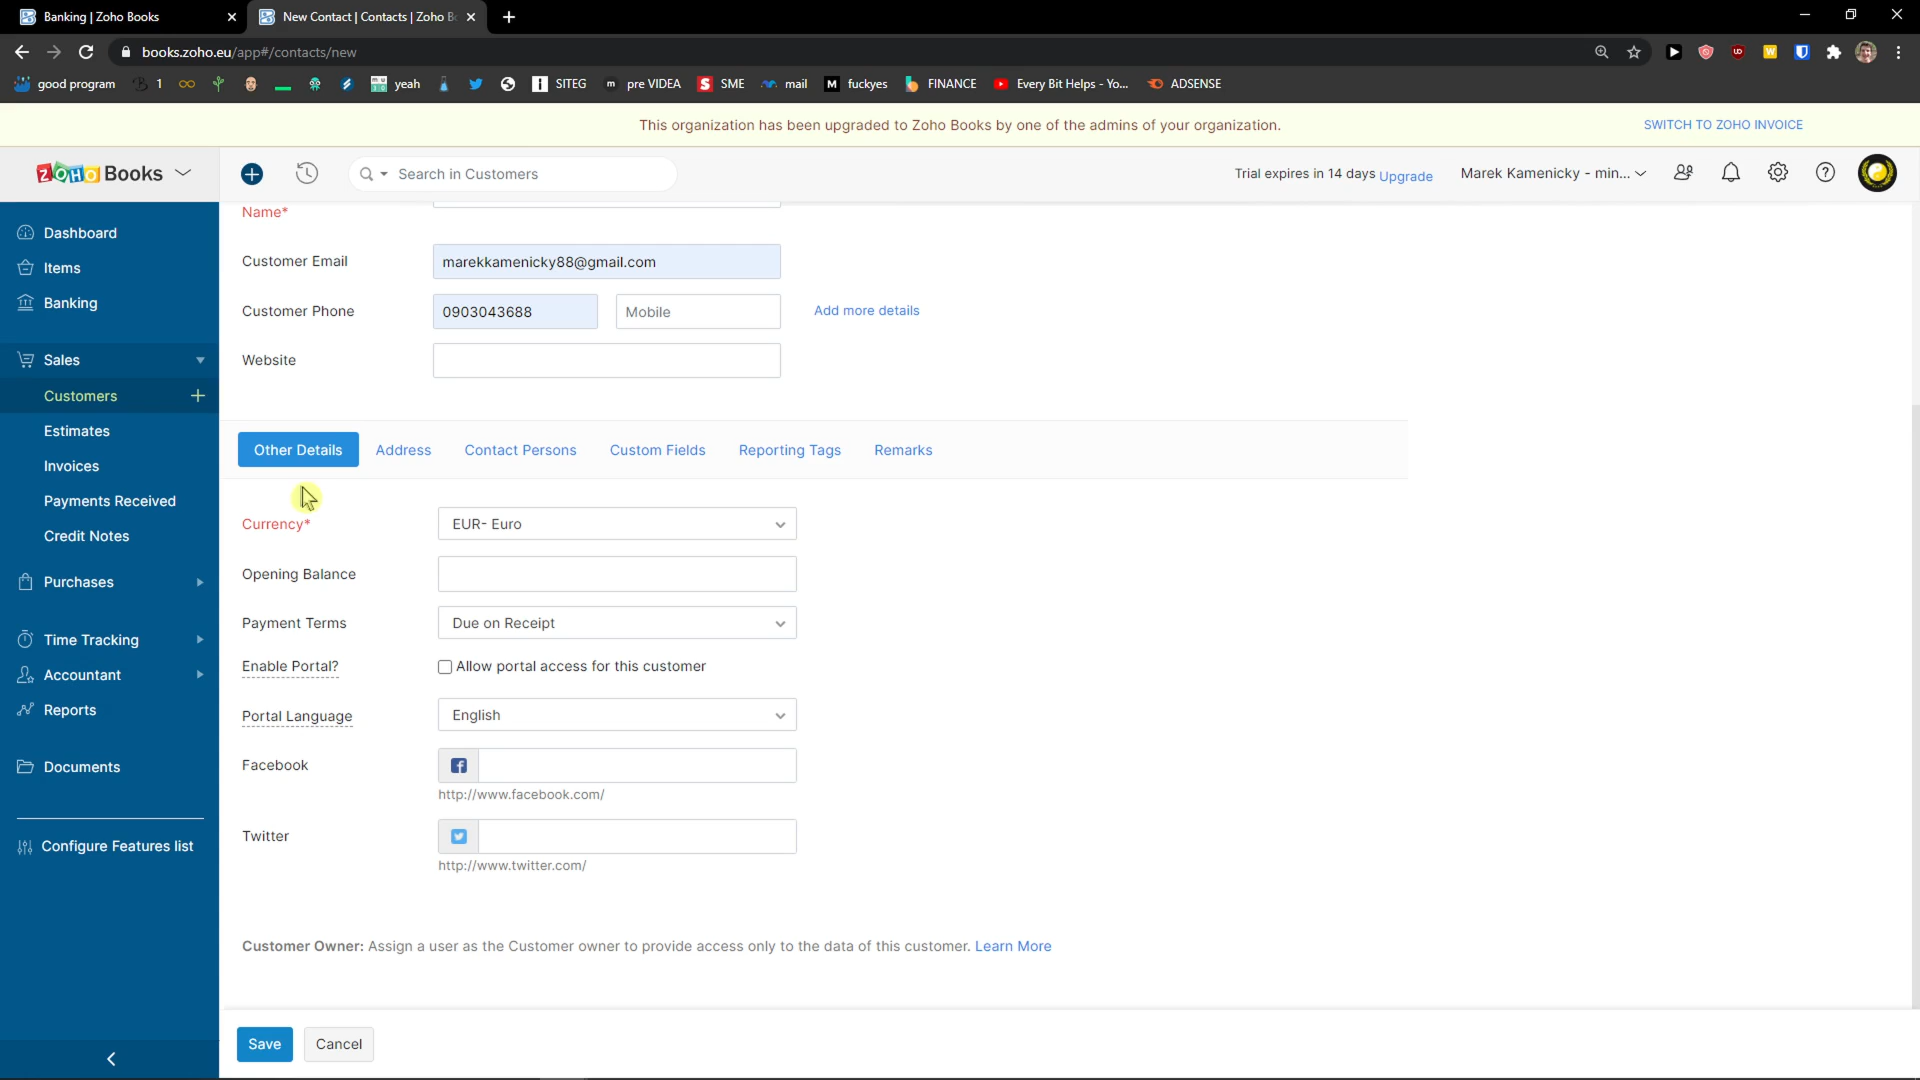 Banking | Zoho Books
New Contact | Contacts | Zoho Bo
books.zoho.eu/app#/contacts/new
good program
1
yeah
SITEG
m pre VIDEA
S SME
mail
M fuckyes
FINANCE
Every Bit Helps - Yo...
ADSENSE
This organization has been upgraded to Zoho Books by one of the admins of your organization.
SWITCH TO ZOHO INVOICE
ZOHO Books
Search in Customers
Trial expires in 14 days Upgrade
Marek Kamenicky - min...
Dashboard
Items
Banking
Sales
Customers
Estimates
Invoices
Payments Received
Credit Notes
Purchases
Time Tracking
Accountant
Reports
Documents
Configure Features list
Name*
Customer Email
marekkamenicky88@gmail.com
Customer Phone
0903043688
Mobile
Add more details
Website
Other Details
Address
Contact Persons
Custom Fields
Reporting Tags
Remarks
Currency*
EUR- Euro
Opening Balance
Payment Terms
Due on Receipt
Enable Portal?
Allow portal access for this customer
Portal Language
English
Facebook
http://www.facebook.com/
Twitter
http://www.twitter.com/
Customer Owner: Assign a user as the Customer owner to provide access only to the data of this customer. Learn More
Save
Cancel